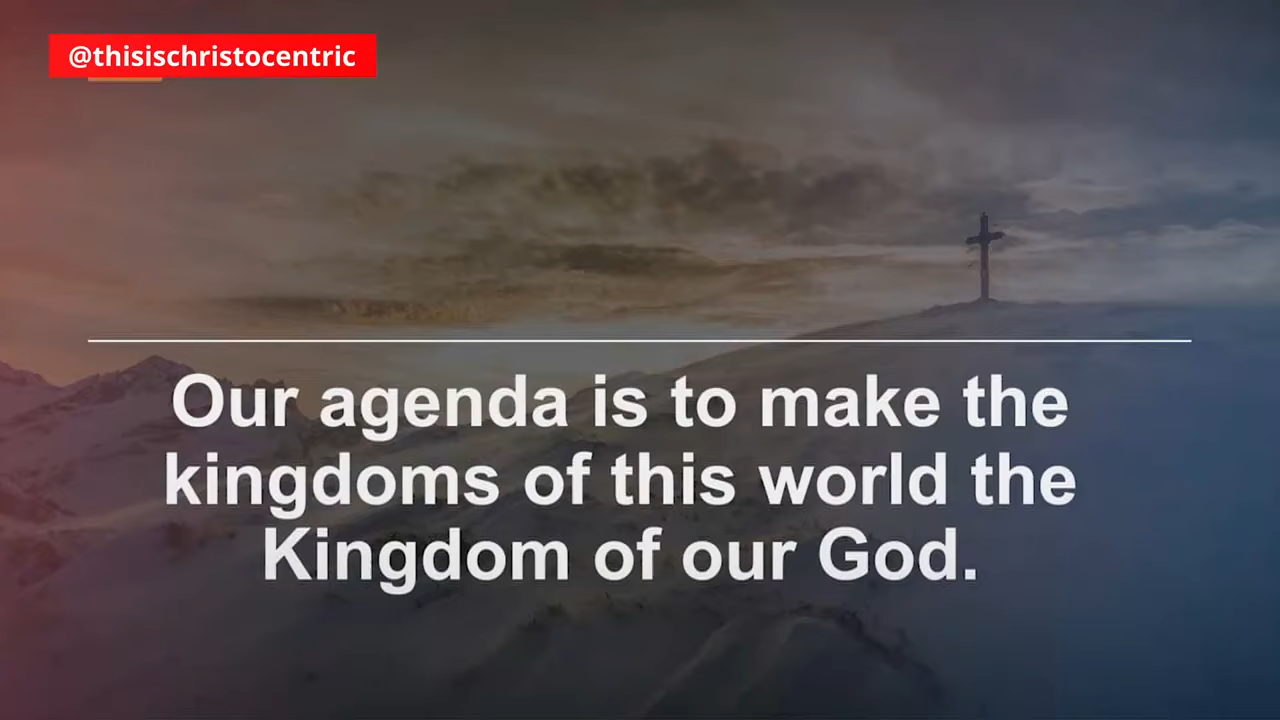 @thisischristocentric
Our agenda is to make the
kingdoms of this world the
Kingdom of our God.